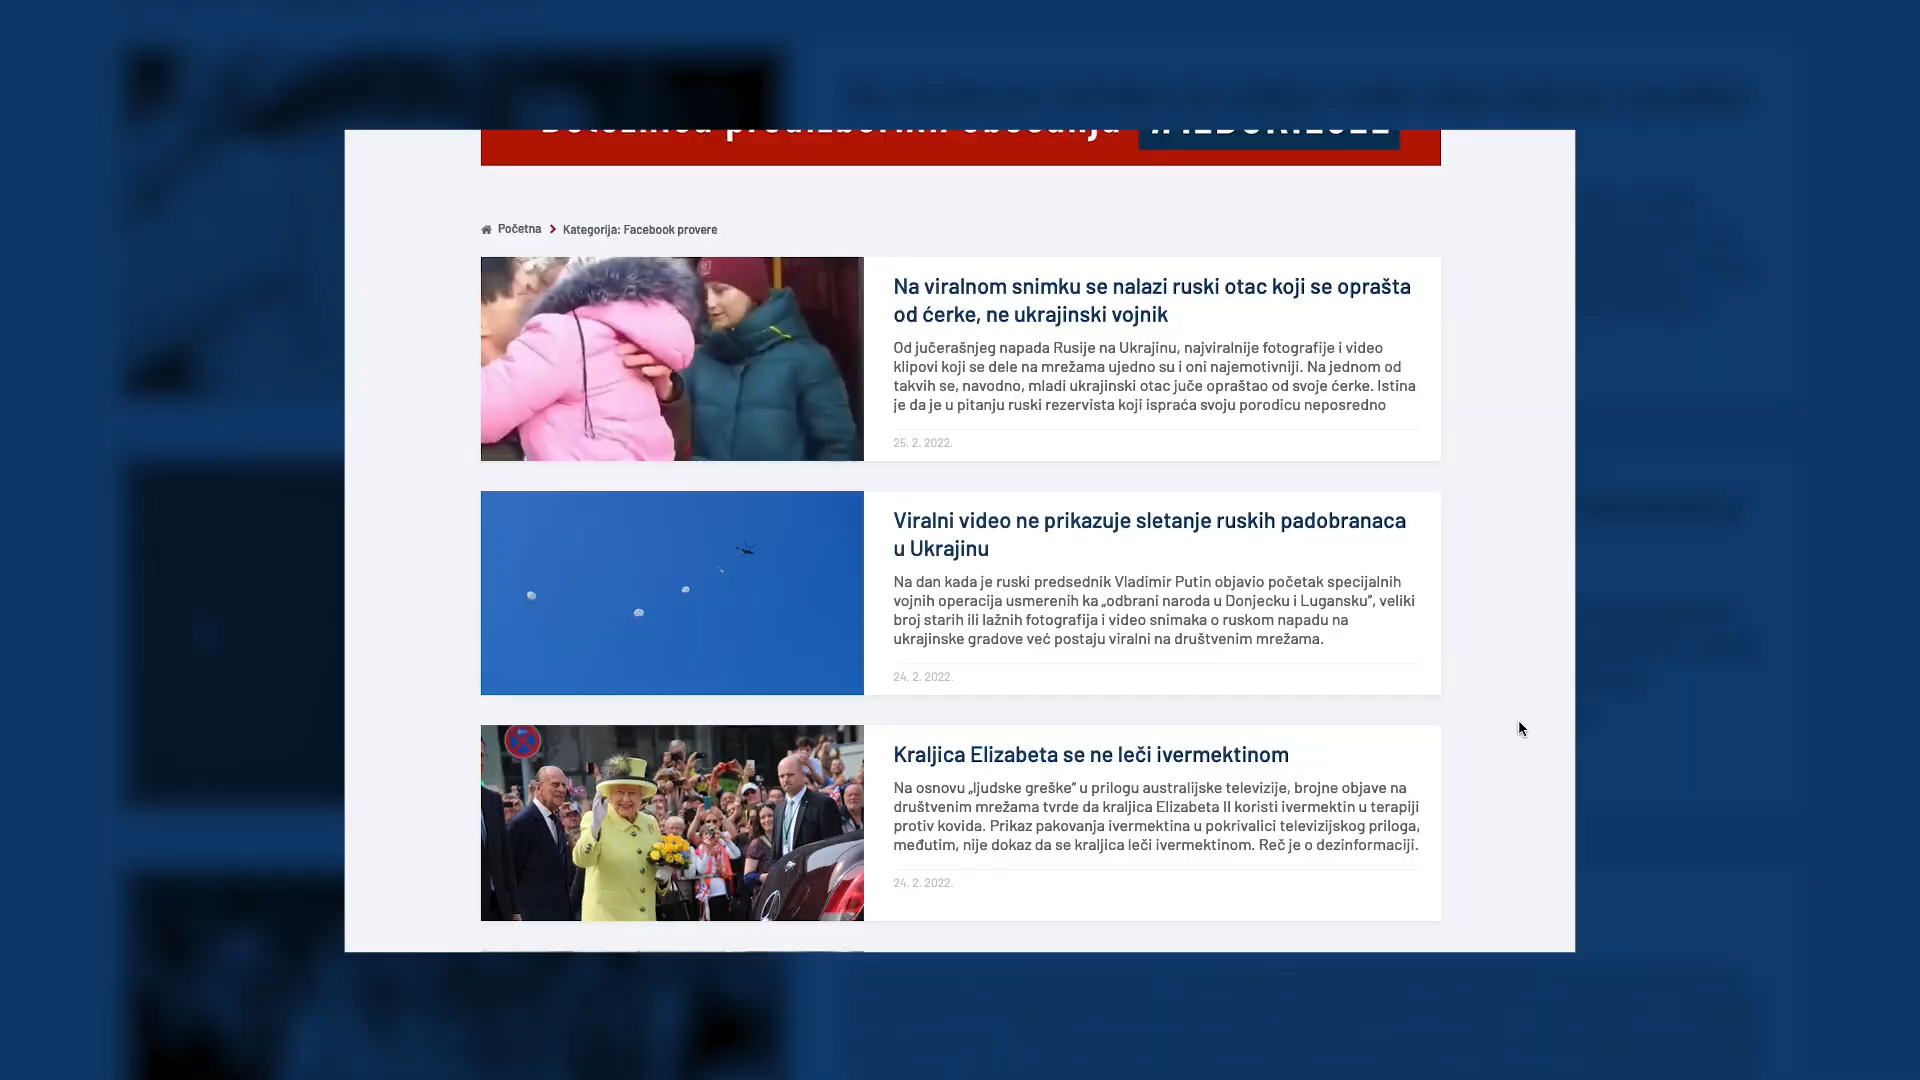 Početna
Kategorija: Facebook provere
Na viralnom snimku se nalazi ruski otac koji se oprašta
od ćerke, ne ukrajinski vojnik
Od jučerašnjeg napada Rusije na Ukrajinu, najviralnije fotografije i video
klipovi koji se dele na mrežama ujedno su i oni najemotivniji. Na jednom od
takvih se, navodno, mladi ukrajinski otac juče opraštao od svoje ćerke. Istina
je da je u pitanju ruski rezervista koji ispraća svoju porodicu neposredno
25. 2. 2022.
Viralni video ne prikazuje sletanje ruskih padobranaca
u Ukrajinu
Na dan kada je ruski predsednik Vladimir Putin objavio početak specijalnih
vojnih operacija usmerenih ka „odbrani naroda u Donjecku i Lugansku”, veliki
broj starih ili lažnih fotografija i video snimaka o ruskom napadu na
ukrajinske gradove već postaju viralni na društvenim mrežama.
24. 2. 2022.
Kraljica Elizabeta se ne leči ivermektinom
Na osnovu „ljudske greške” u prilogu australijske televizije, brojne objave na
društvenim mrežama tvrde da kraljica Elizabeta II koristi ivermektin u terapiji
protiv kovida. Prikaz pakovanja ivermektina u pokrivalici televizijskog priloga,
međutim, nije dokaz da se kraljica leči ivermektinom. Reč je o dezinformaciji.
24. 2. 2022.